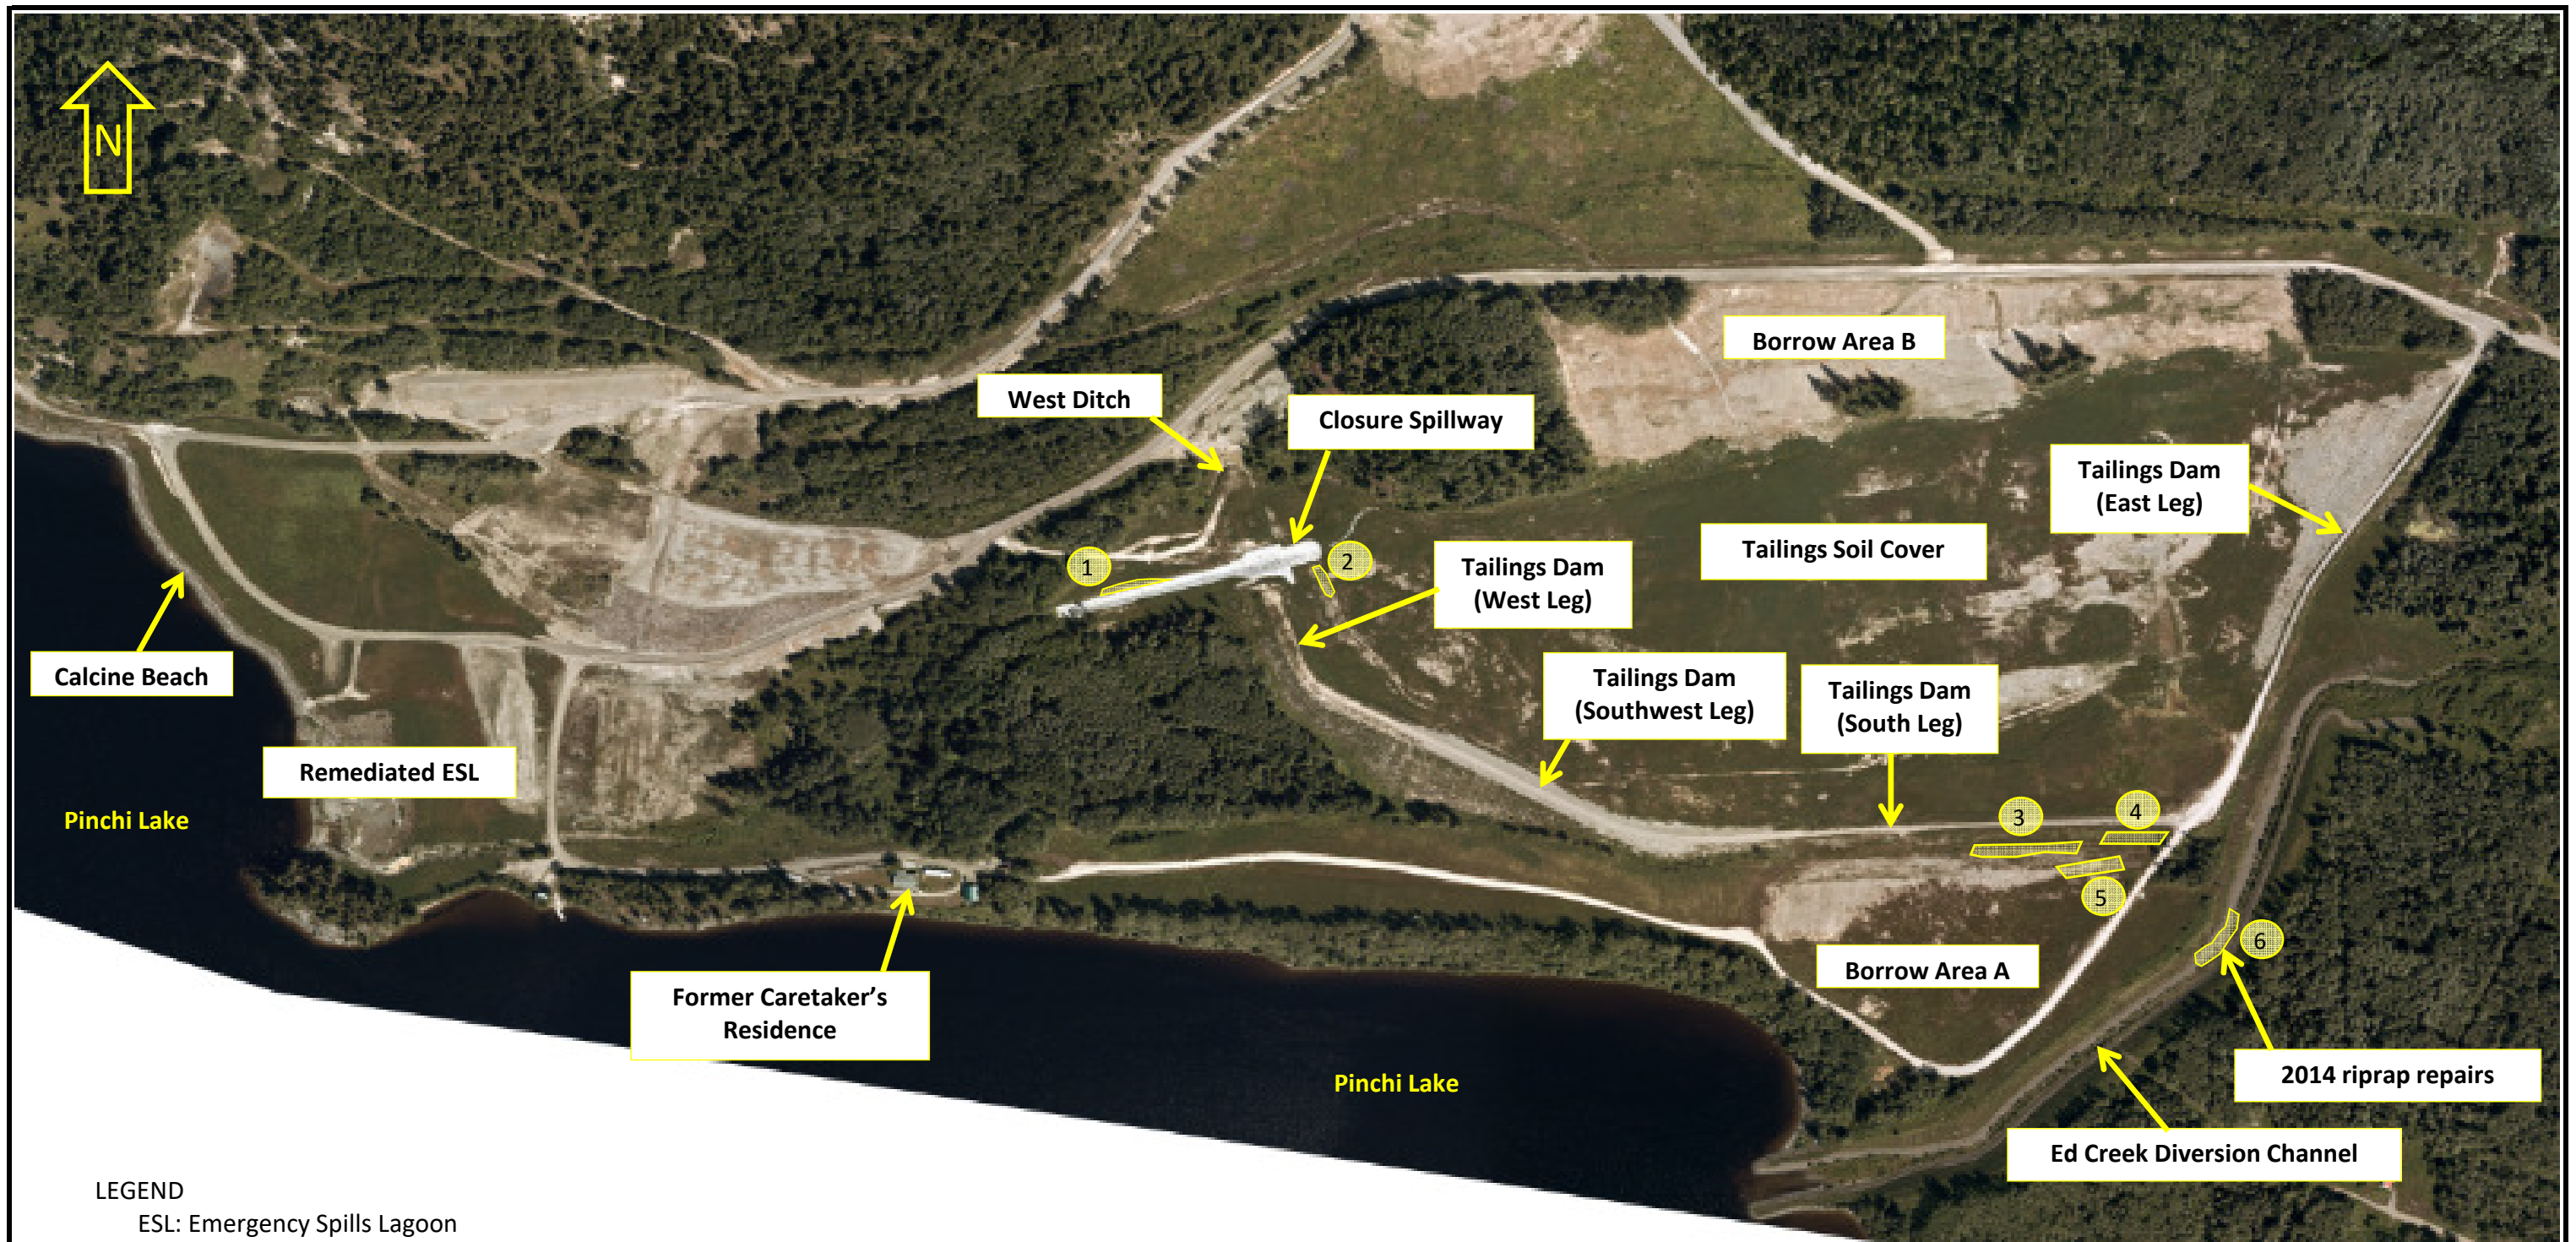 N
Borrow Area B
West Ditch
Closure Spillway
Tailings Dam
(East Leg)
Tailings Soil Cover
1
2
Tailings Dam
(West Leg)
Calcine Beach
Tailings Dam
(Southwest Leg)
Tailings Dam
(South Leg)
Remediated ESL
Pinchi Lake
3
4
5
6
Borrow Area A
Former Caretaker’s
Residence
Pinchi Lake
2014 riprap repairs
Ed Creek Diversion Channel
LEGEND
ESL: Emergency Spills Lagoon